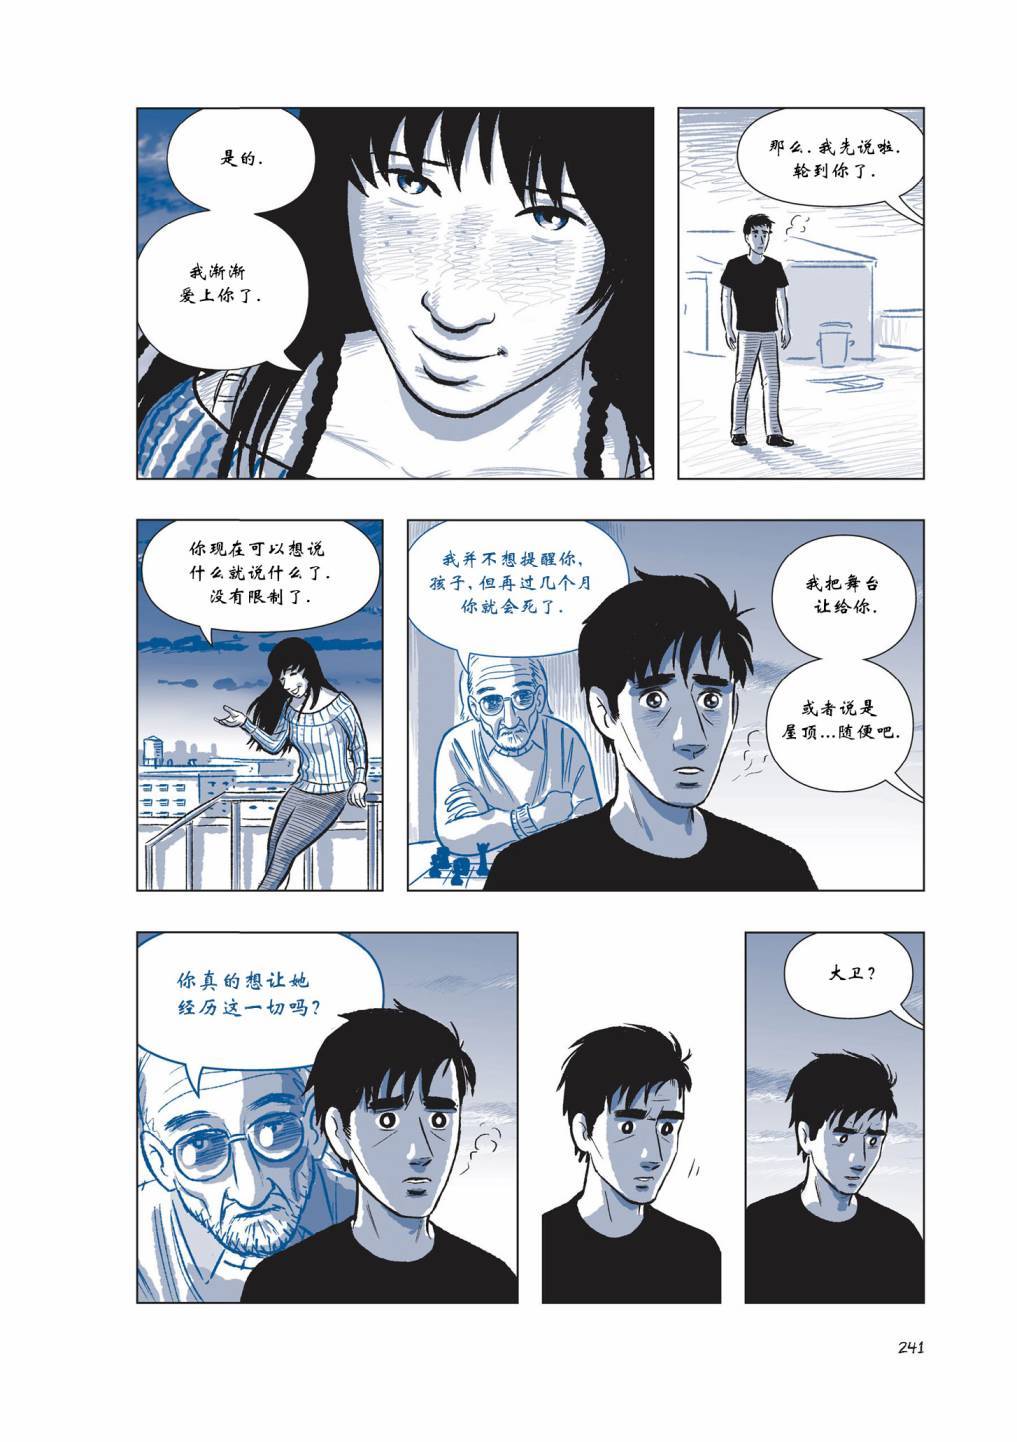 是的.
我渐渐
爱上你了.
那么.我先说啦.
轮到你了.
你现在可以想说
什么就说什么了.
没有限制了.
我并不想提醒你,
孩子,但再过几个月
你就会死了.
我把舞台
让给你.
或者说是
屋顶...随便吧.
你真的想让她
经历这一切吗?
大卫?
241